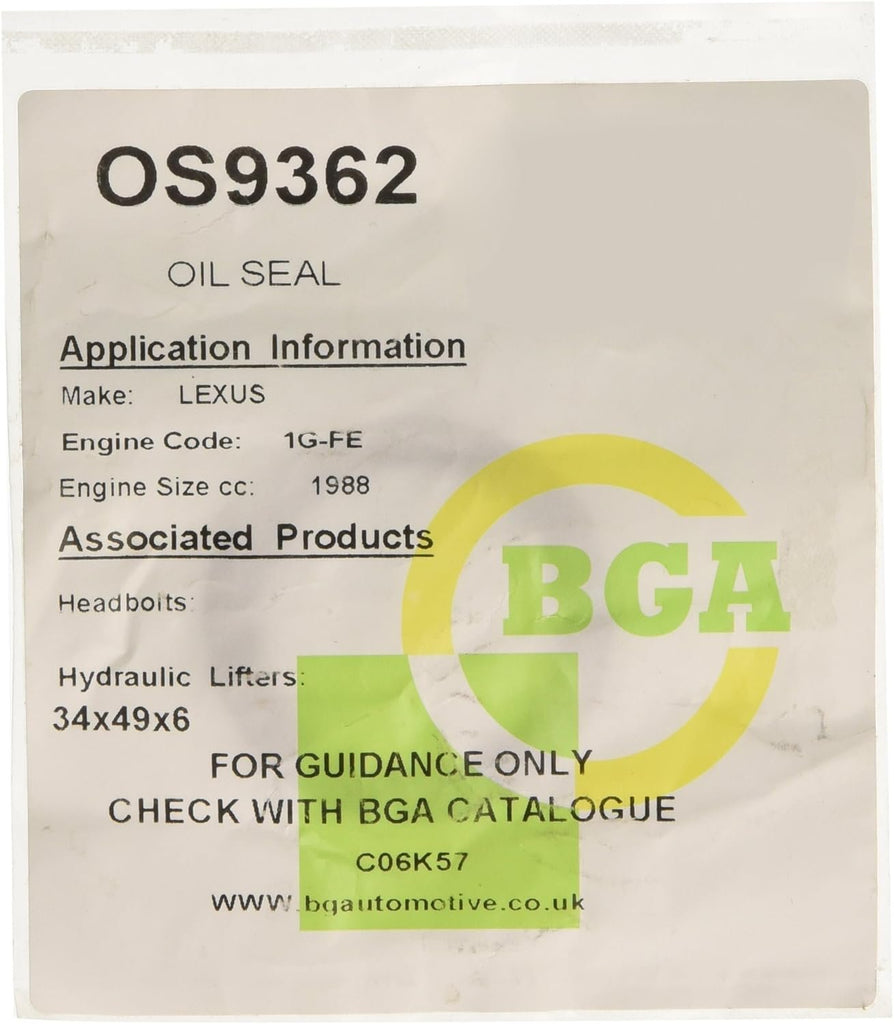 OS9362
OIL SEAL
Application Information
Make: LEXUS
Engine Code: 1G-FE
Engine Size cc: 1988
Associated Products
Headbolts:
BGA
Hydraulic Lifters:
34x49x6
FOR GUIDANCE ONLY
CHECK WITH BGA CATALOGUE
C06K57
www.bgautomotive.co.uk